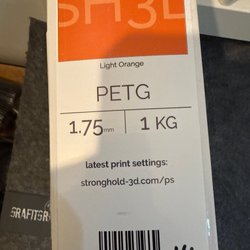 SH3D
Light Orange
PETG
1.75mm | 1 KG
latest print settings:
stronghold-3d.com/ps